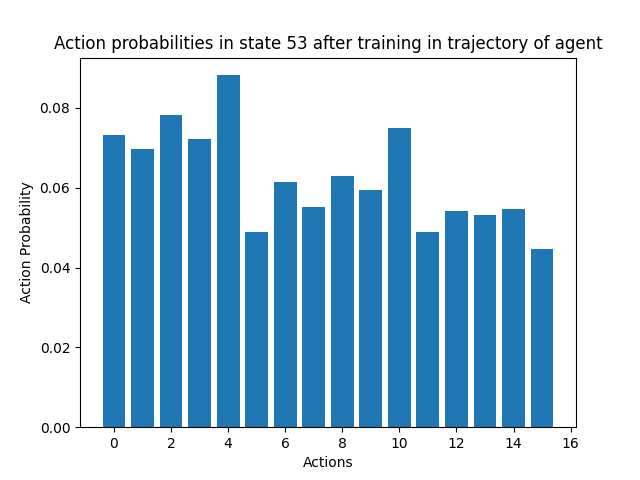 Action probabilities in state 53 after training in trajectory of agent
Action Probability
0.08
0.06
0.04
0.02
0.00
0 2 4 6 8 10 12 14 16
Actions